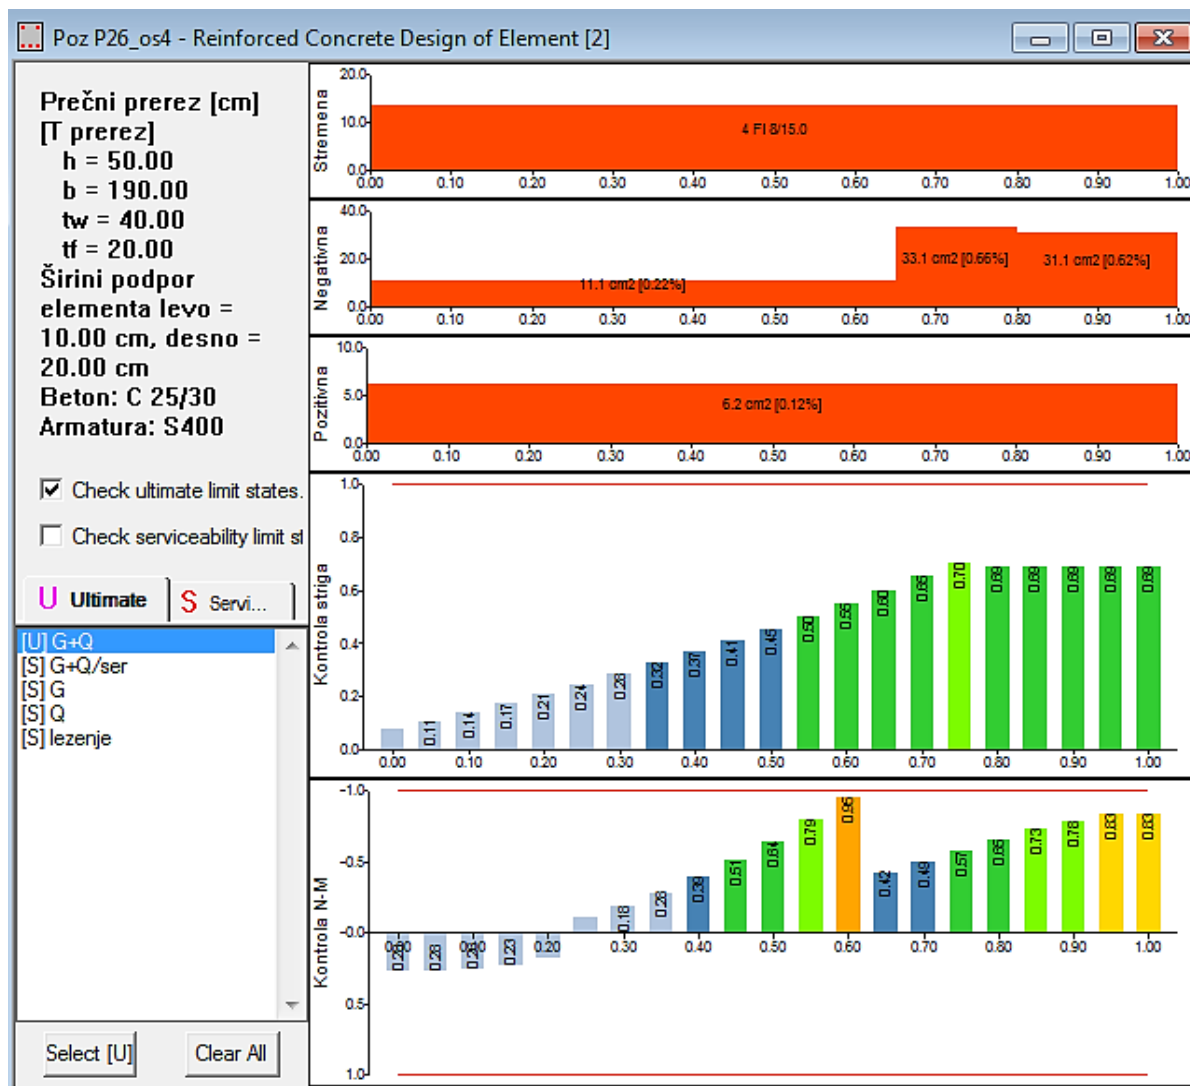 Poz P26_os4 - Reinforced Concrete Design of Element [2]
Prečni prerez [cm]
[T prerez]
h = 50.00
b = 190.00
tw = 40.00
tf = 20.00
Širini podpor
elementa levo =
10.00 cm, desno =
20.00 cm
Beton: C 25/30
Armatura: S400
Check ultimate limit states.
Check serviceability limit st
U Ultimate
S Servi...
[U] G+Q
[S] G+Q/ser
[S] G
[S] Q
[S] lezenje
Select [U]
Clear All
Stremena
20.0
10.0
0.0
4 FI 8/15.0
0.00 0.10 0.20 0.30 0.40 0.50 0.60 0.70 0.80 0.90 1.00
Negativna
40.0
20.0
0.0
11.1 cm2 [0.22%]
33.1 cm2 [0.66%]
31.1 cm2 [0.62%]
0.00 0.10 0.20 0.30 0.40 0.50 0.60 0.70 0.80 0.90 1.00
Pozitivna
10.0
5.0
0.0
6.2 cm2 [0.12%]
0.00 0.10 0.20 0.30 0.40 0.50 0.60 0.70 0.80 0.90 1.00
Kontrola striga
1.0
0.8
0.6
0.4
0.2
0.0
0.11 0.14 0.17 0.21 0.24 0.28 0.32 0.37 0.41 0.45 0.50 0.55 0.60 0.65 0.70 0.69 0.69 0.69 0.69 0.69
0.00 0.10 0.20 0.30 0.40 0.50 0.60 0.70 0.80 0.90 1.00
Kontrola N-M
-1.0
-0.5
-0.0
0.5
1.0
0.23 0.18 0.28 0.39 0.51 0.64 0.79 0.95 0.42 0.49 0.57 0.65 0.73 0.78 0.83 0.83
0.20 0.30 0.40 0.50 0.60 0.70 0.80 0.90 1.00